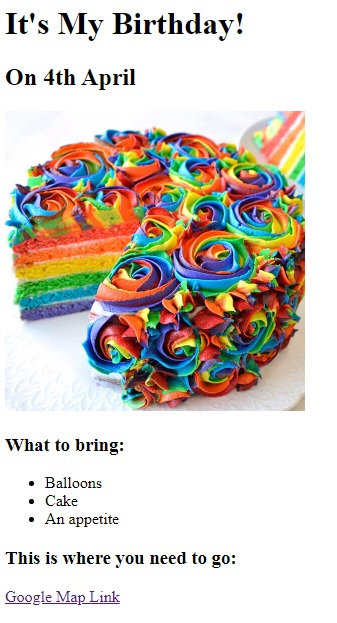 It's My Birthday!
On 4th April
What to bring:
Balloons
Cake
An appetite
This is where you need to go:
Google Map Link